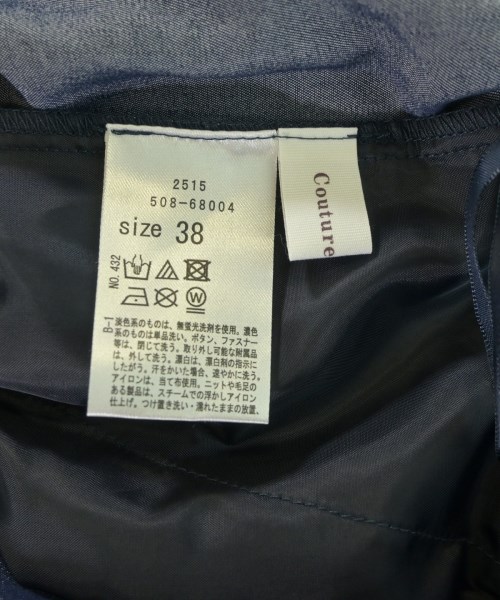 2515
508-68004
size 38
NO.432
B-1
淡色系のものは、無蛍光洗剤を使用。濃色
系のものは単品洗い。ボタン、ファスナー
等は、閉じて洗う。取り外し可能な付属品
は、外して洗う。漂白は、漂白剤の指示に
したがう。汗をかいた場合、速やかに洗う。
アイロンは、当て布使用。ニットや毛足の
ある製品は、スチームでの浮かしアイロン
仕上げ。つけ置き洗い・濡れたままの放置。
Couture